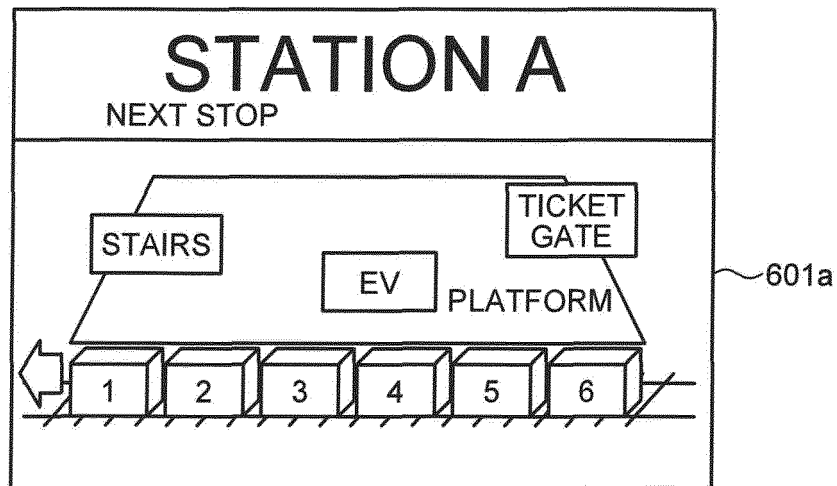 STATION A
NEXT STOP
TICKET
GATE
STAIRS
EV
PLATFORM
601a
1 2 3 4 5 6